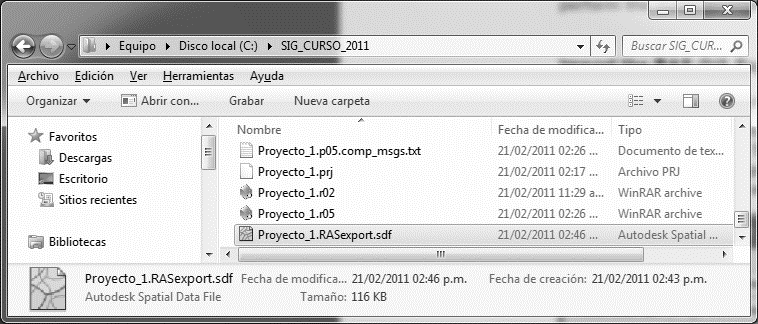 Equipo ▸ Disco local (C:) ▸ SIG_CURSO_2011
Buscar SIG_CUR...
Archivo Edición Ver Herramientas Ayuda
Organizar Abrir con... Grabar Nueva carpeta
Favoritos
Descargas
Escritorio
Sitios recientes
Bibliotecas
Nombre Fecha de modifica... Tipo
Proyecto_1.p05.comp_msgs.txt 21/02/2011 02:26 ... Documento de tex...
Proyecto_1.prj 21/02/2011 02:17 ... Archivo PRJ
Proyecto_1.r02 21/02/2011 11:29 a... WinRAR archive
Proyecto_1.r05 21/02/2011 02:26 ... WinRAR archive
Proyecto_1.RASexport.sdf 21/02/2011 02:46 ... Autodesk Spatial ...
Proyecto_1.RASexport.sdf Fecha de modifica... 21/02/2011 02:46 p.m. Fecha de creación: 21/02/2011 02:43 p.m.
Autodesk Spatial Data File Tamaño: 116 KB